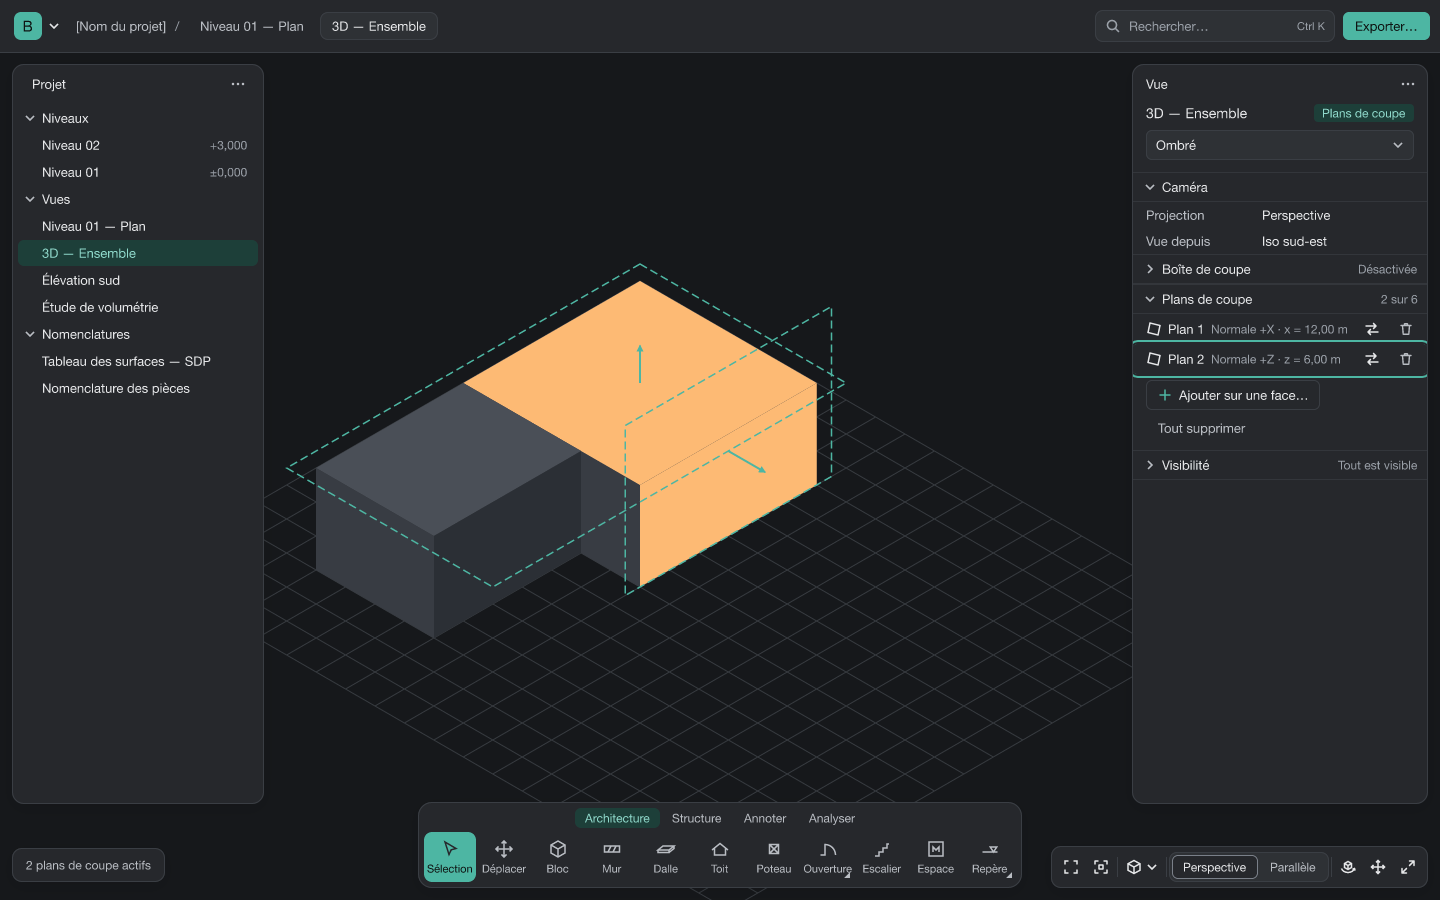 B [Nom du projet] / Niveau 01 — Plan 3D — Ensemble Rechercher... Ctrl K Exporter...
Projet
Niveaux
Niveau 02 +3,000
Niveau 01 ±0,000
Vues
Niveau 01 — Plan
3D — Ensemble
Élévation sud
Étude de volumétrie
Nomenclatures
Tableau des surfaces — SDP
Nomenclature des pièces
2 plans de coupe actifs
Vue
3D — Ensemble Plans de coupe
Ombré
Caméra
Projection Perspective
Vue depuis Iso sud-est
Boîte de coupe Désactivée
Plans de coupe 2 sur 6
Plan 1 Normale +X · x = 12,00 m
Plan 2 Normale +Z · z = 6,00 m
Ajouter sur une face...
Tout supprimer
Visibilité Tout est visible
Architecture Structure Annoter Analyser
Sélection Déplacer Bloc Mur Dalle Toit Poteau Ouverture Escalier Espace Repère
Perspective Parallèle